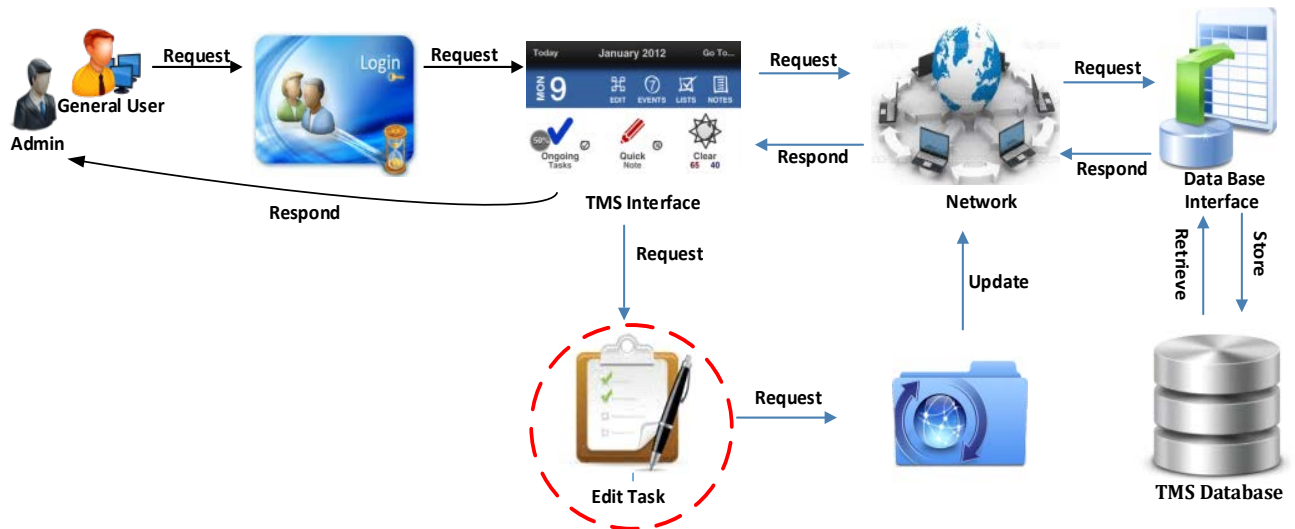 Request
General User
Admin
Login
Request
Today January 2012 Go To...
MON 9
EDIT EVENTS LISTS NOTES
50%
Ongoing
Tasks
Quick
Note
Clear
65 40
TMS Interface
Request
Respond
Network
Request
Respond
Data Base
Interface
Respond
Request
Retrieve
Store
Update
Edit Task
Request
TMS Database